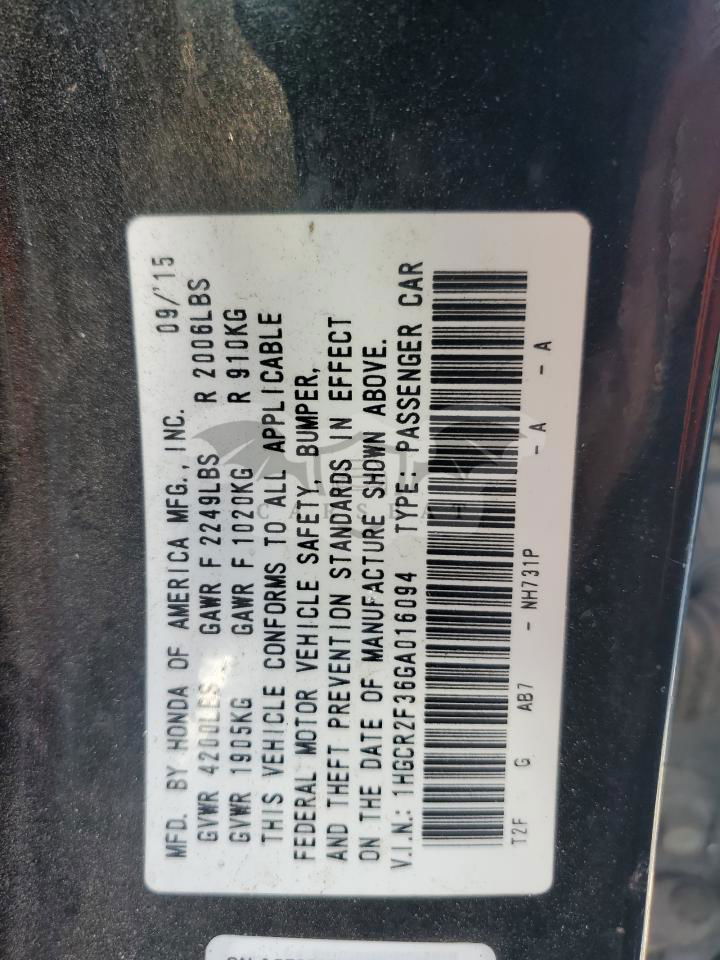 MFD. BY HONDA OF AMERICA MFG., INC. 09/'15
GVWR 4200LBS GAWR F 2249LBS R 2006LBS
GVWR 1905KG GAWR F 1020KG R 910KG
THIS VEHICLE CONFORMS TO ALL APPLICABLE
FEDERAL MOTOR VEHICLE SAFETY, BUMPER,
AND THEFT PREVENTION STANDARDS IN EFFECT
ON THE DATE OF MANUFACTURE SHOWN ABOVE.
V.I.N.: 1HGCR2F36GA016094 TYPE: PASSENGER CAR
T2F G AB7 - NH731P - A - A
CARSBAT